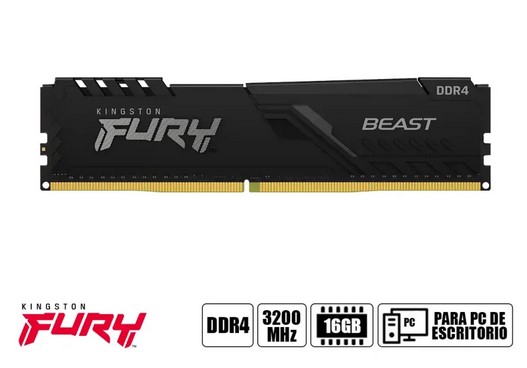 DDR4
KINGSTON
FURY
BEAST
KINGSTON
FURY
DDR4
3200
MHz
16GB
PC
PARA PC DE
ESCRITORIO